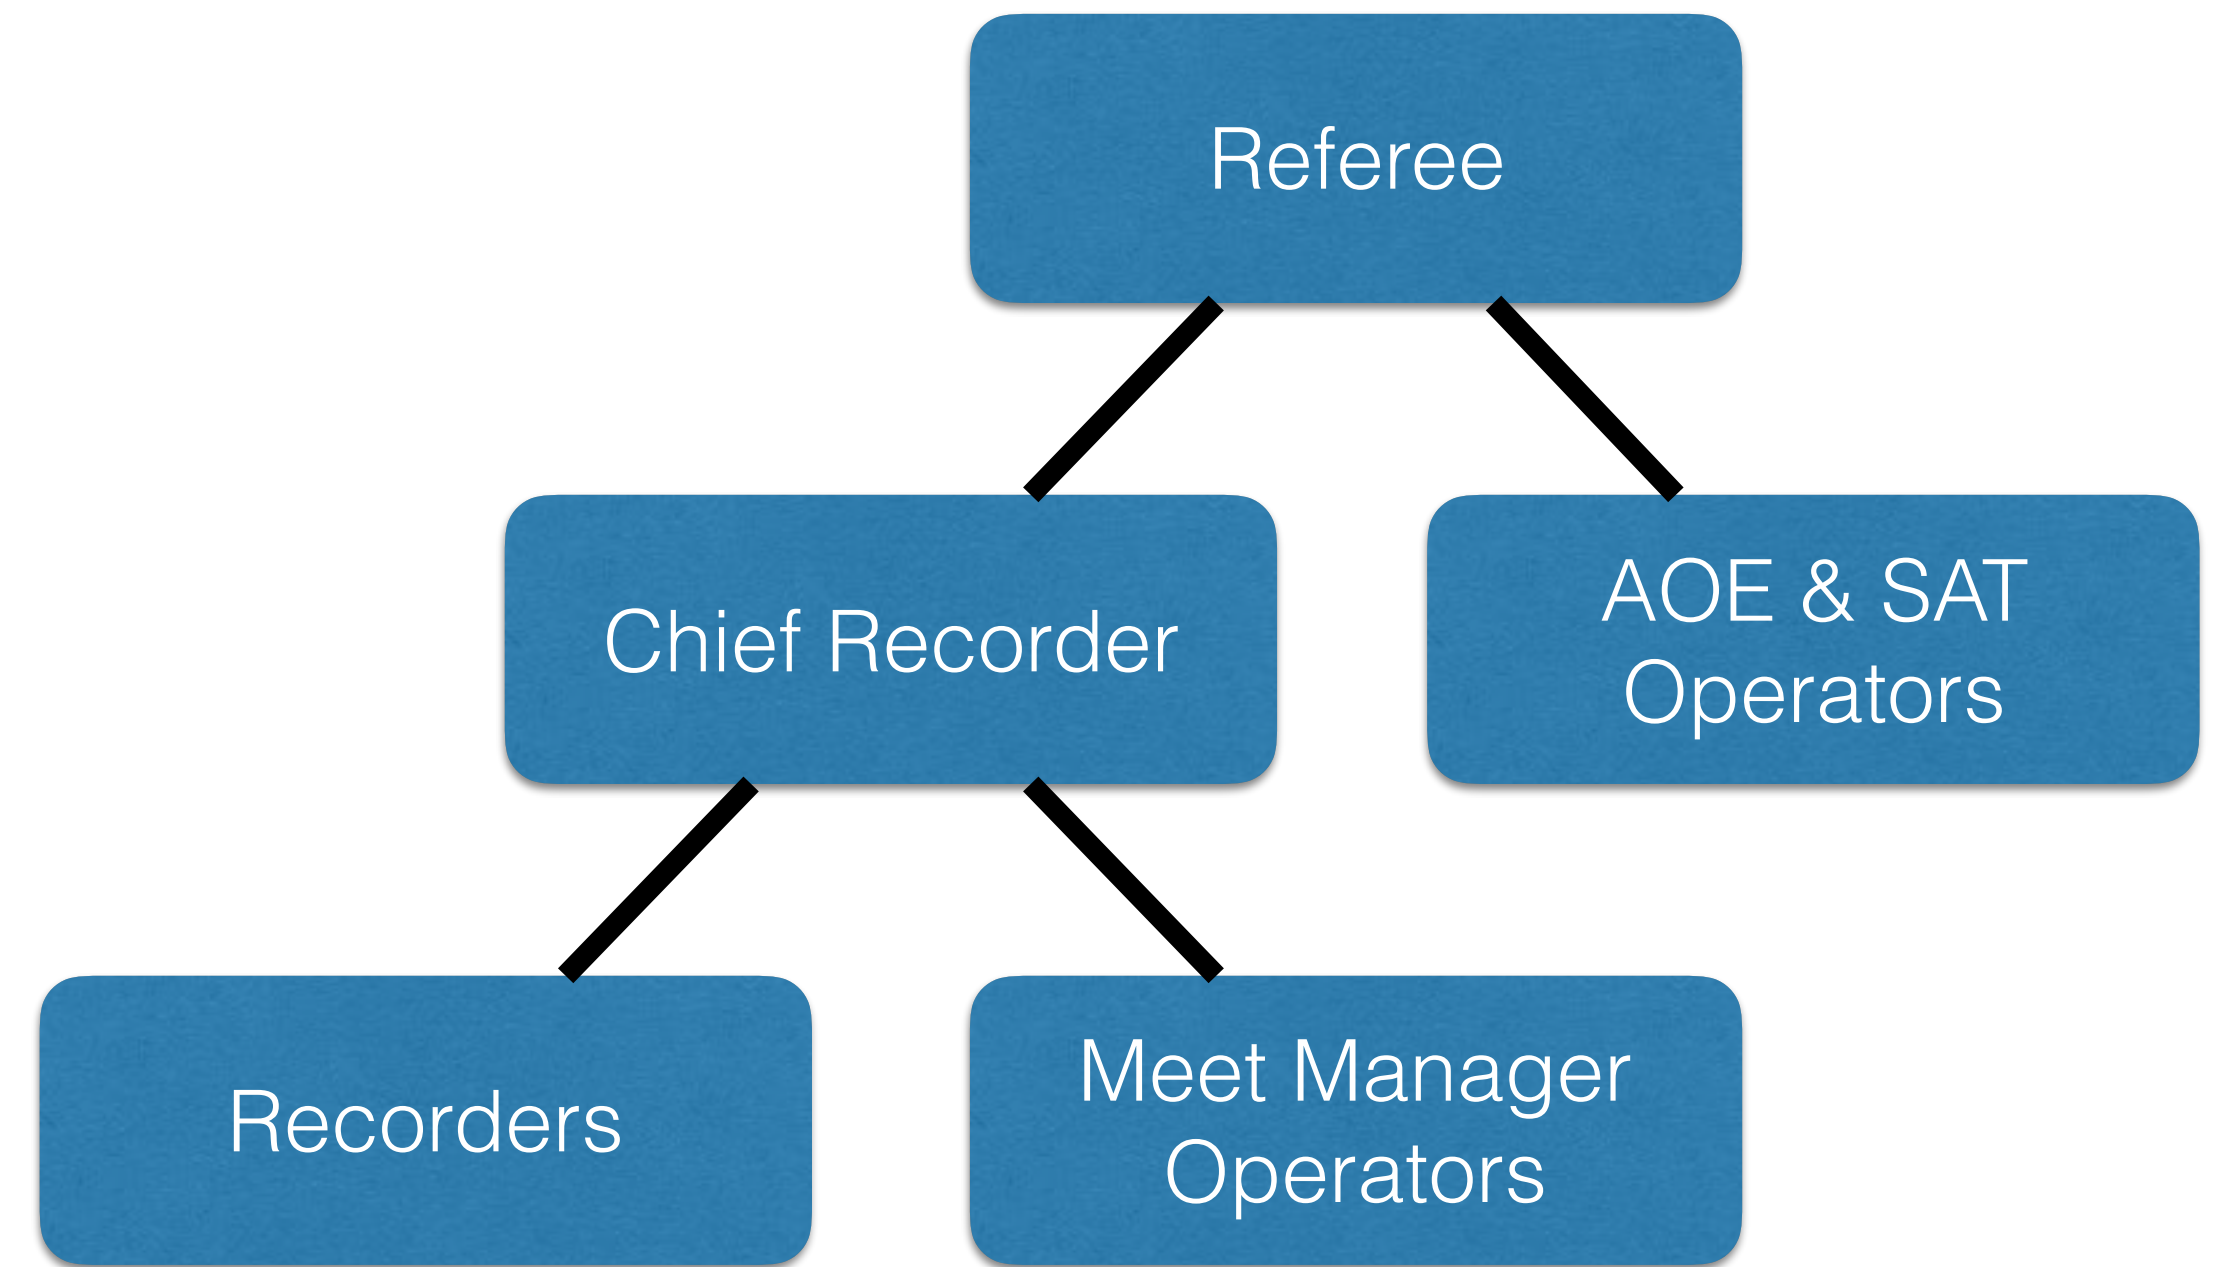 Referee
Chief Recorder
AOE & SAT
Operators
Recorders
Meet Manager
Operators